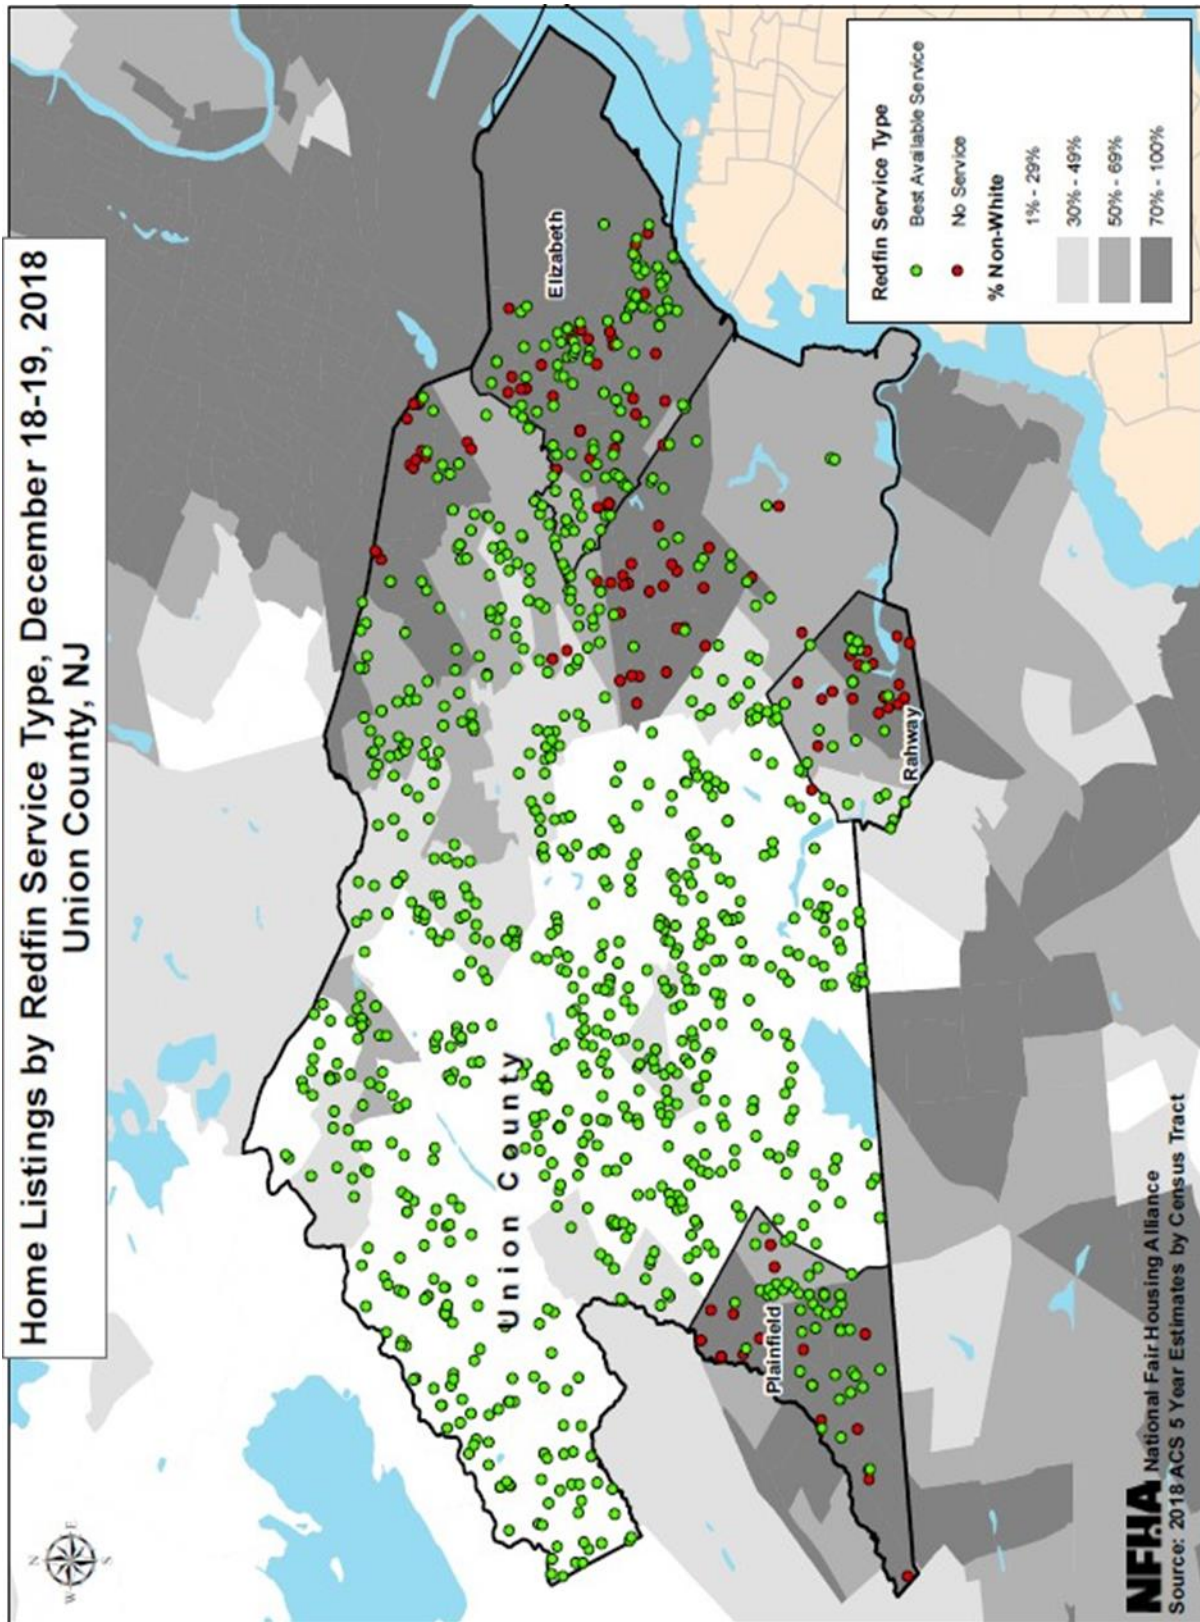 Home Listings by Redfin Service Type, December 18-19, 2018
Union County, NJ
N
W
E
S
Elizabeth
Union County
Rahway
Plainfield
Redfin Service Type
Best Available Service
No Service
% Non-White
1% - 29%
30% - 49%
50% - 69%
70% - 100%
NFHA National Fair Housing Alliance
Source: 2018 ACS 5 Year Estimates by Census Tract